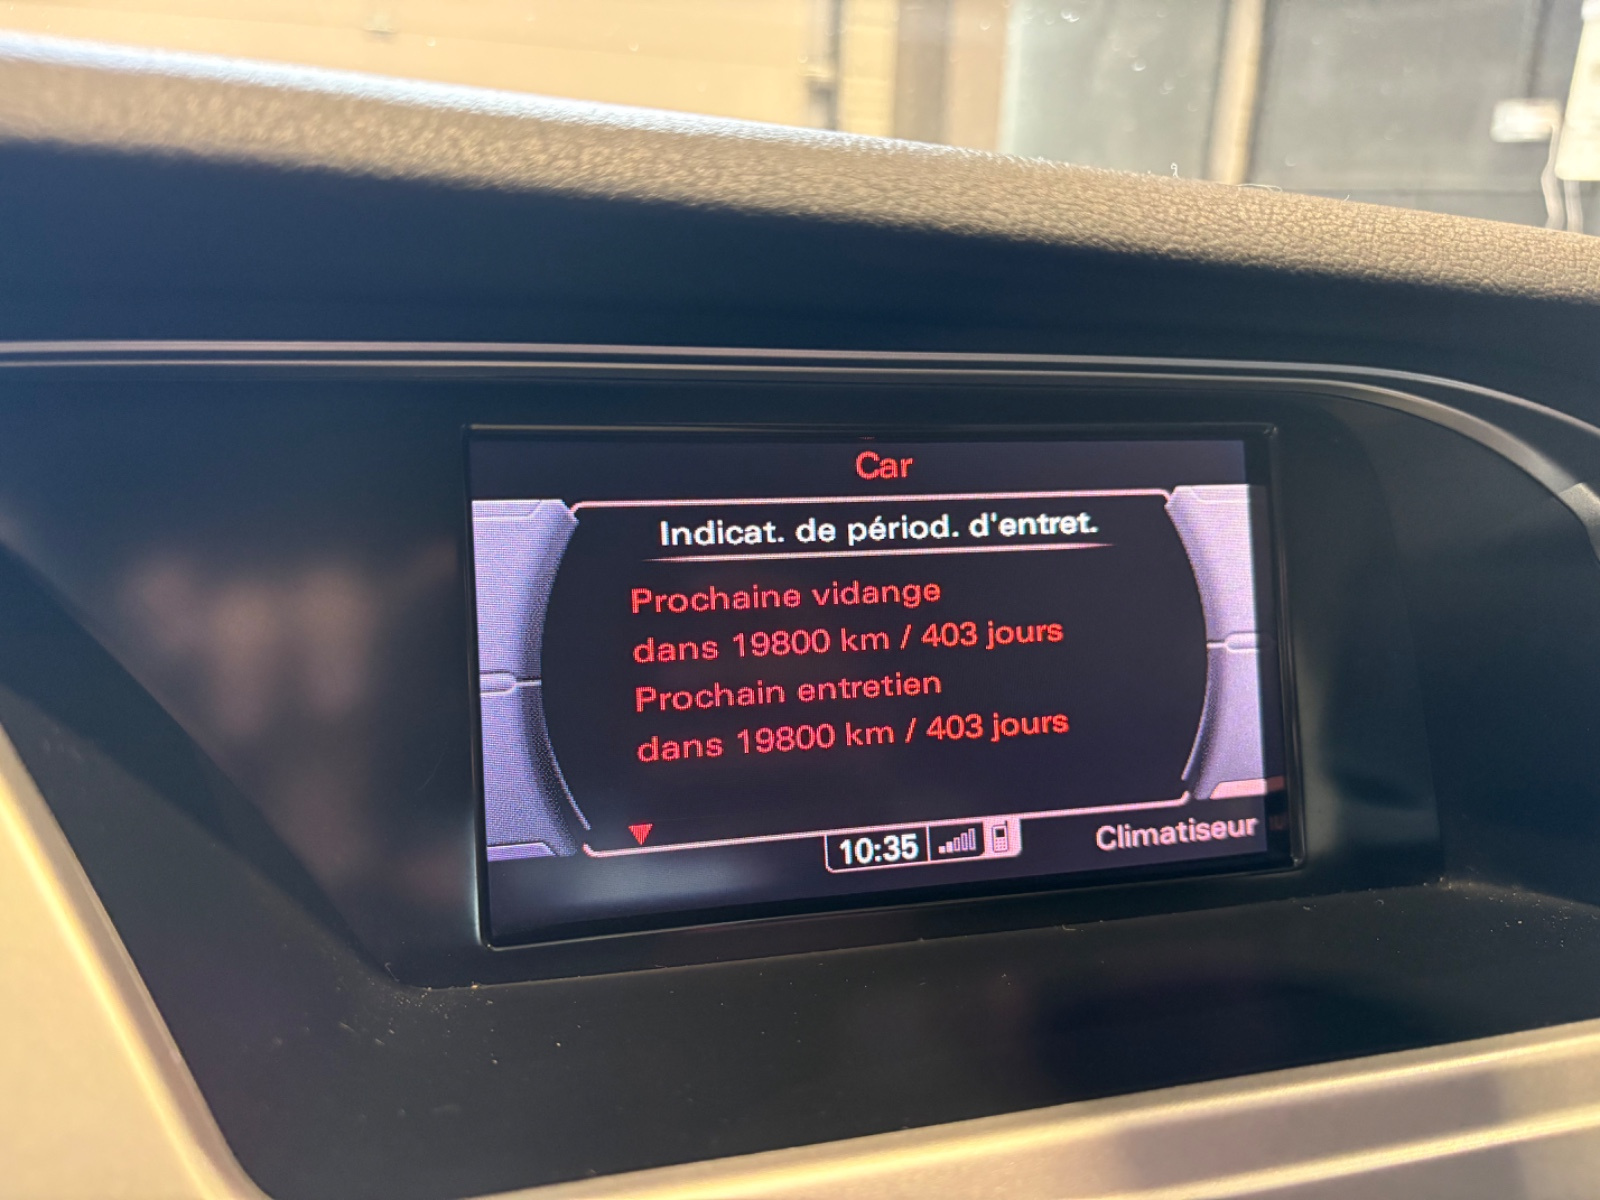 Car
Indicat. de périod. d'entret.
Prochaine vidange
dans 19800 km / 403 jours
Prochain entretien
dans 19800 km / 403 jours
10:35
Climatiseur